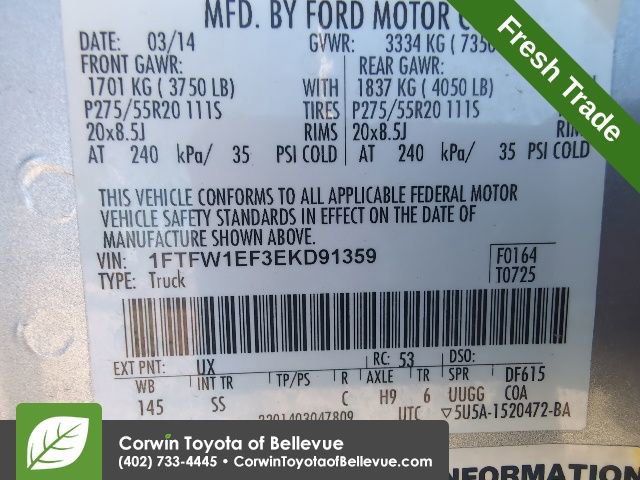 MFD. BY FORD MOTOR
Fresh Trade
DATE: 03/14 GVWR: 3334 KG ( 7350
FRONT GAWR: REAR GAWR:
1701 KG ( 3750 LB) WITH 1837 KG ( 4050 LB)
P275/55R20 111S TIRES P275/55R20 111S
20x8.5J RIMS 20x8.5J
AT 240 kPa/ 35 PSI COLD AT 240 kPa/ 35 PSI COLD
THIS VEHICLE CONFORMS TO ALL APPLICABLE FEDERAL MOTOR
VEHICLE SAFETY STANDARDS IN EFFECT ON THE DATE OF
MANUFACTURE SHOWN ABOVE.
VIN: 1FTFW1EF3EKD91359 F0164
TYPE: Truck T0725
EXT PNT: UX RC: 53 DSO:
WB INT TR TP/PS R AXLE TR SPR DF615
145 SS C H9 6 UUGG COA
UTC ▽5U5A-1520472-BA
Corwin Toyota of Bellevue
(402) 733-4445 • CorwinToyotaofBellevue.com